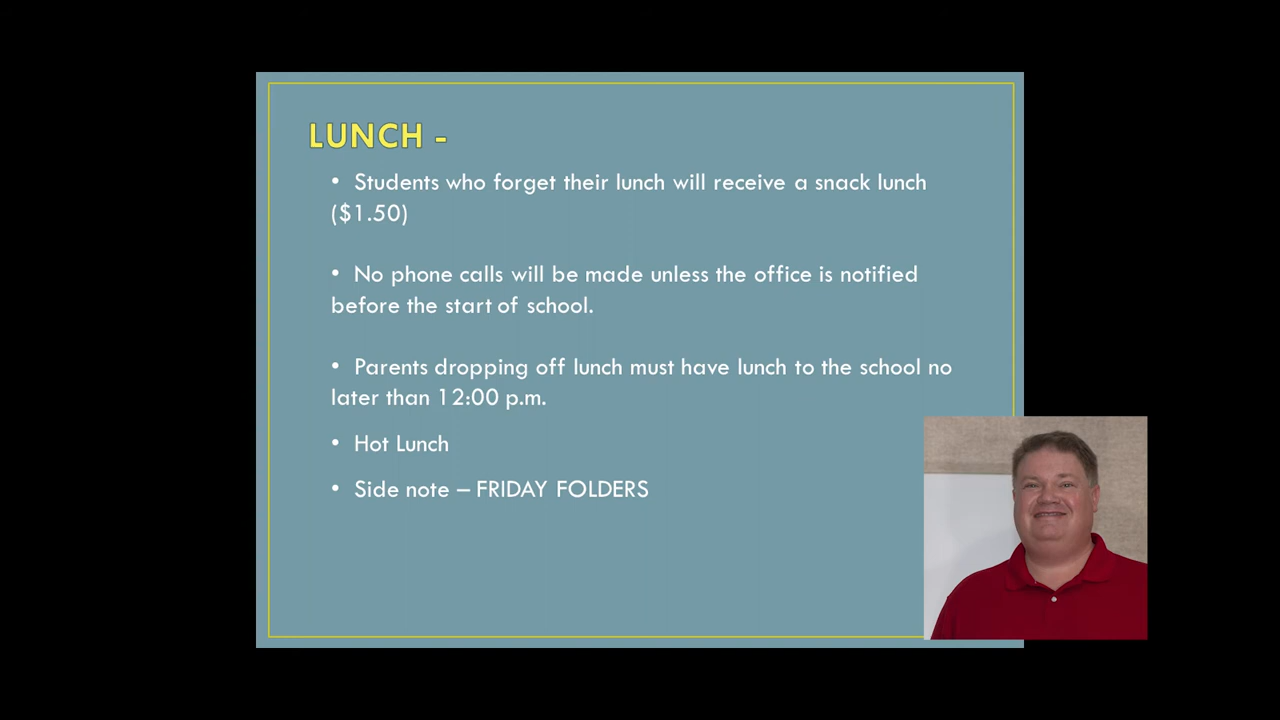 LUNCH -
• Students who forget their lunch will receive a snack lunch
($1.50)
• No phone calls will be made unless the office is notified
before the start of school.
• Parents dropping off lunch must have lunch to the school no
later than 12:00 p.m.
• Hot Lunch
• Side note – FRIDAY FOLDERS